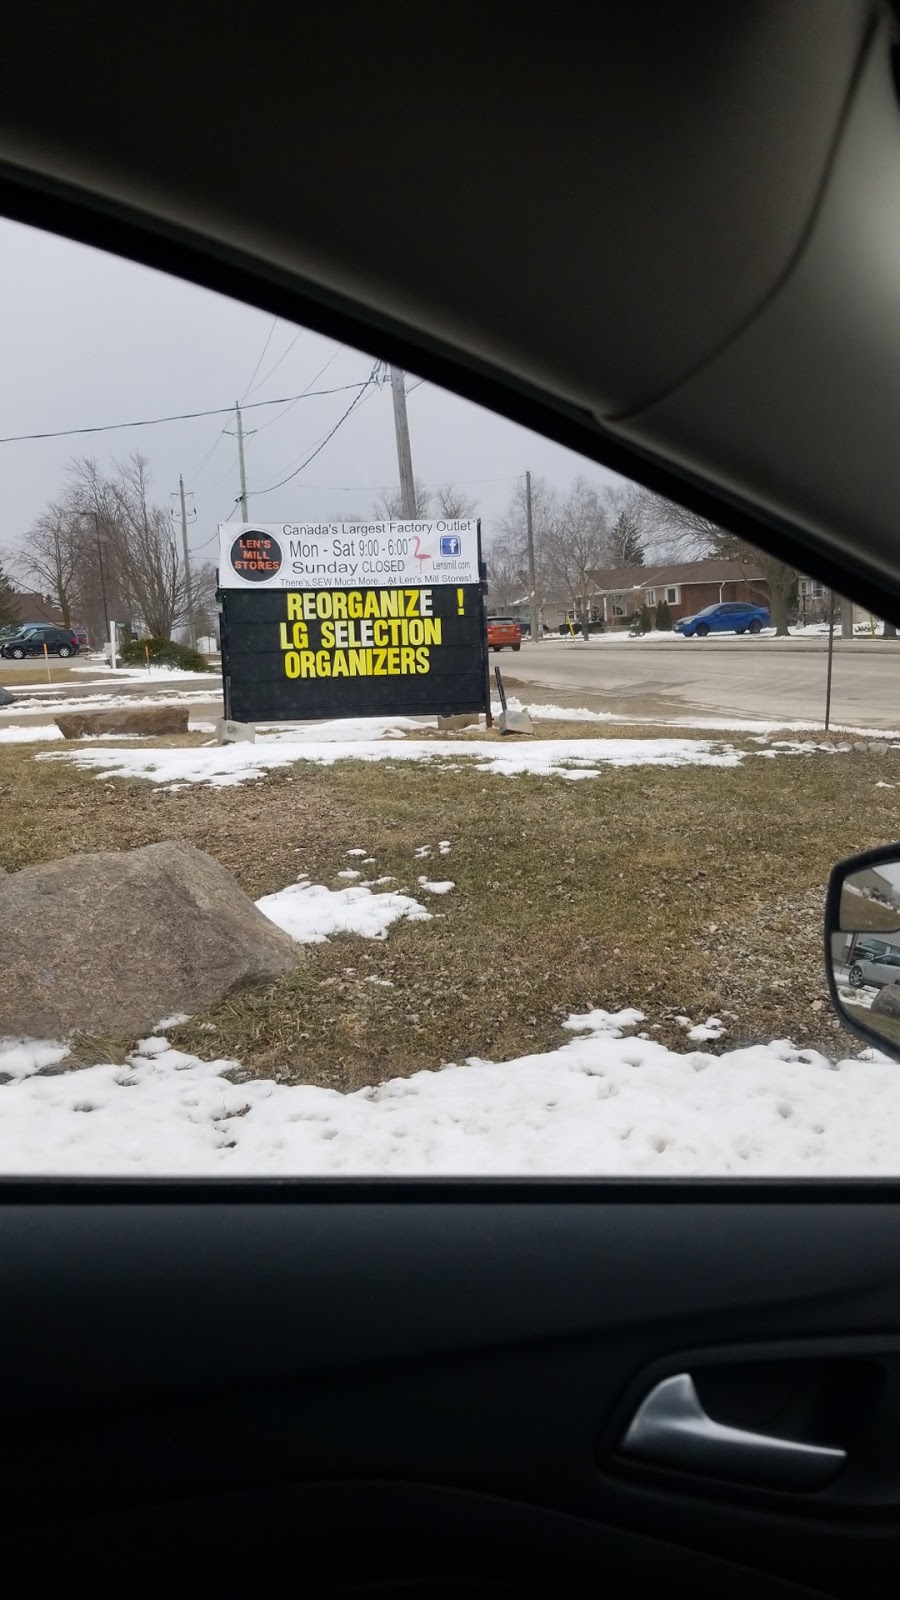 LEN'S
MILL
STORES
Canada's Largest Factory Outlet
Mon - Sat 9:00 - 6:00
Sunday CLOSED
f
Lensmill.com
There's SEW Much More... At Len's Mill Stores!
REORGANIZE !
LG SELECTION
ORGANIZERS